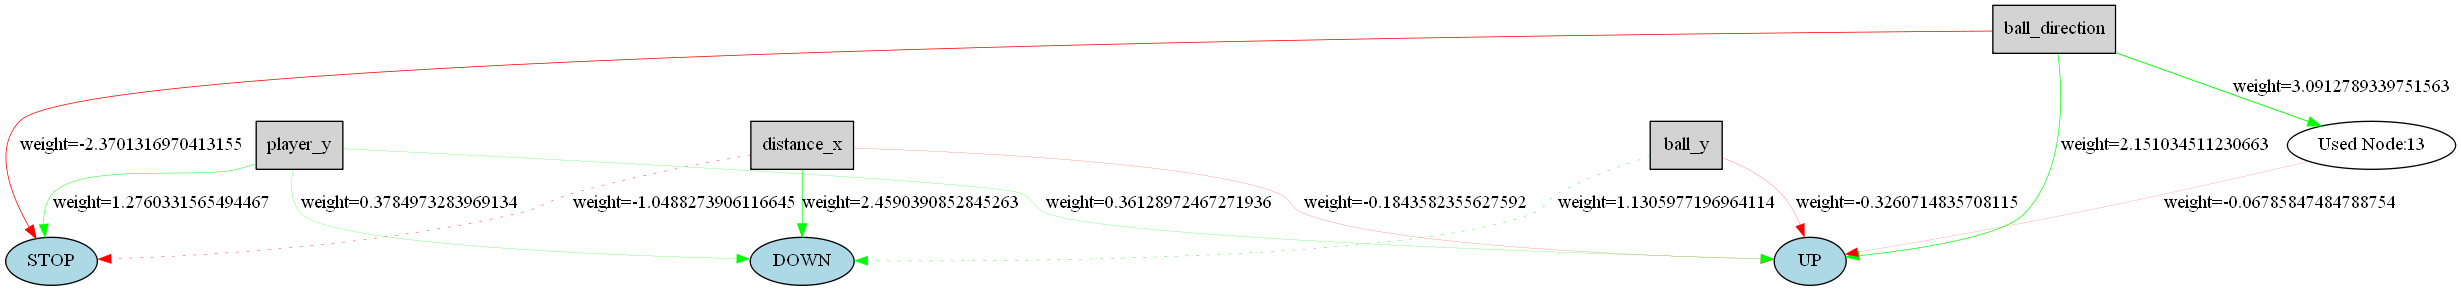 ball_direction
weight=3.0912789339751563
weight=-2.3701316970413155
player_y
distance_x
ball_y
weight=2.151034511230663
Used Node:13
weight=1.2760331565494467
weight=0.3784973283969134
weight=-1.0488273906116645
weight=2.4590390852845263
weight=0.36128972467271936
weight=-0.1843582355627592
weight=1.1305977196964114
weight=-0.3260714835708115
weight=-0.06785847484788754
STOP
DOWN
UP